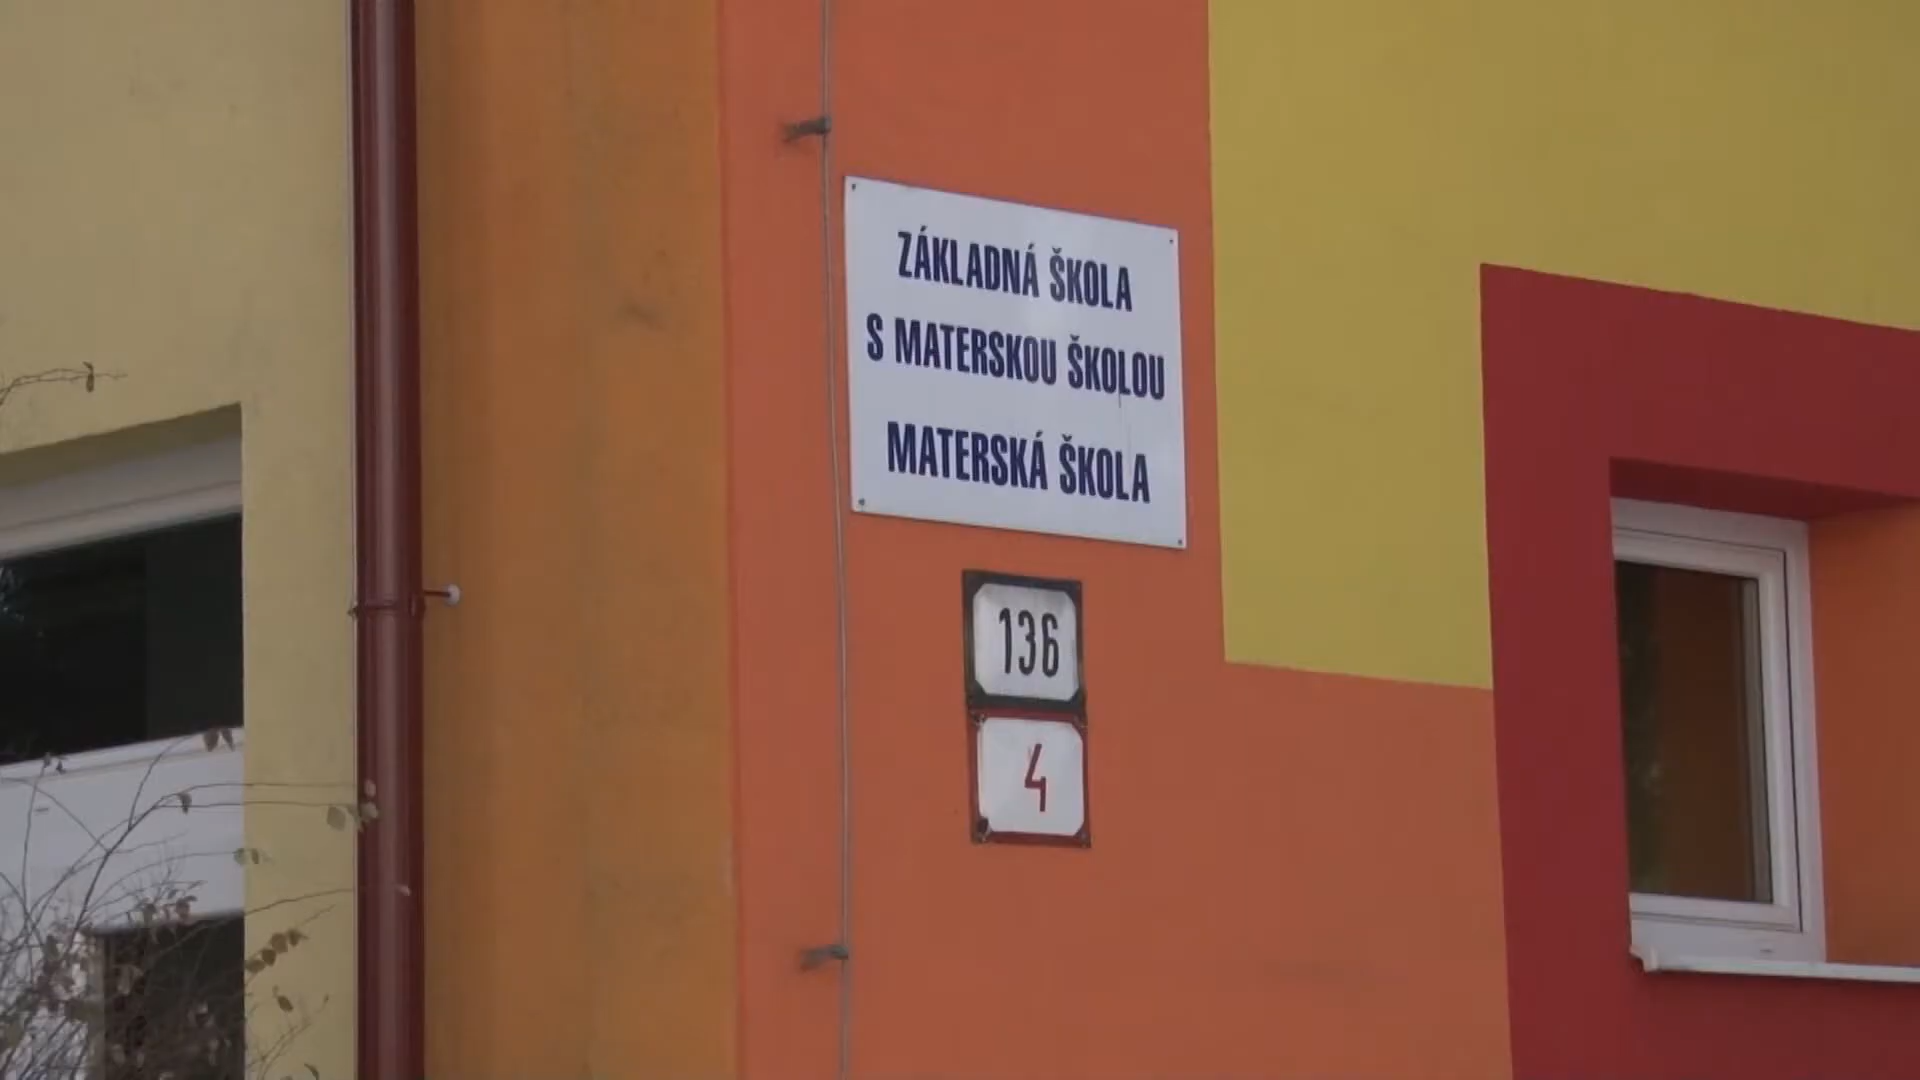 ZÁKLADNÁ ŠKOLA
S MATERSKOU ŠKOLOU
MATERSKÁ ŠKOLA
136
4